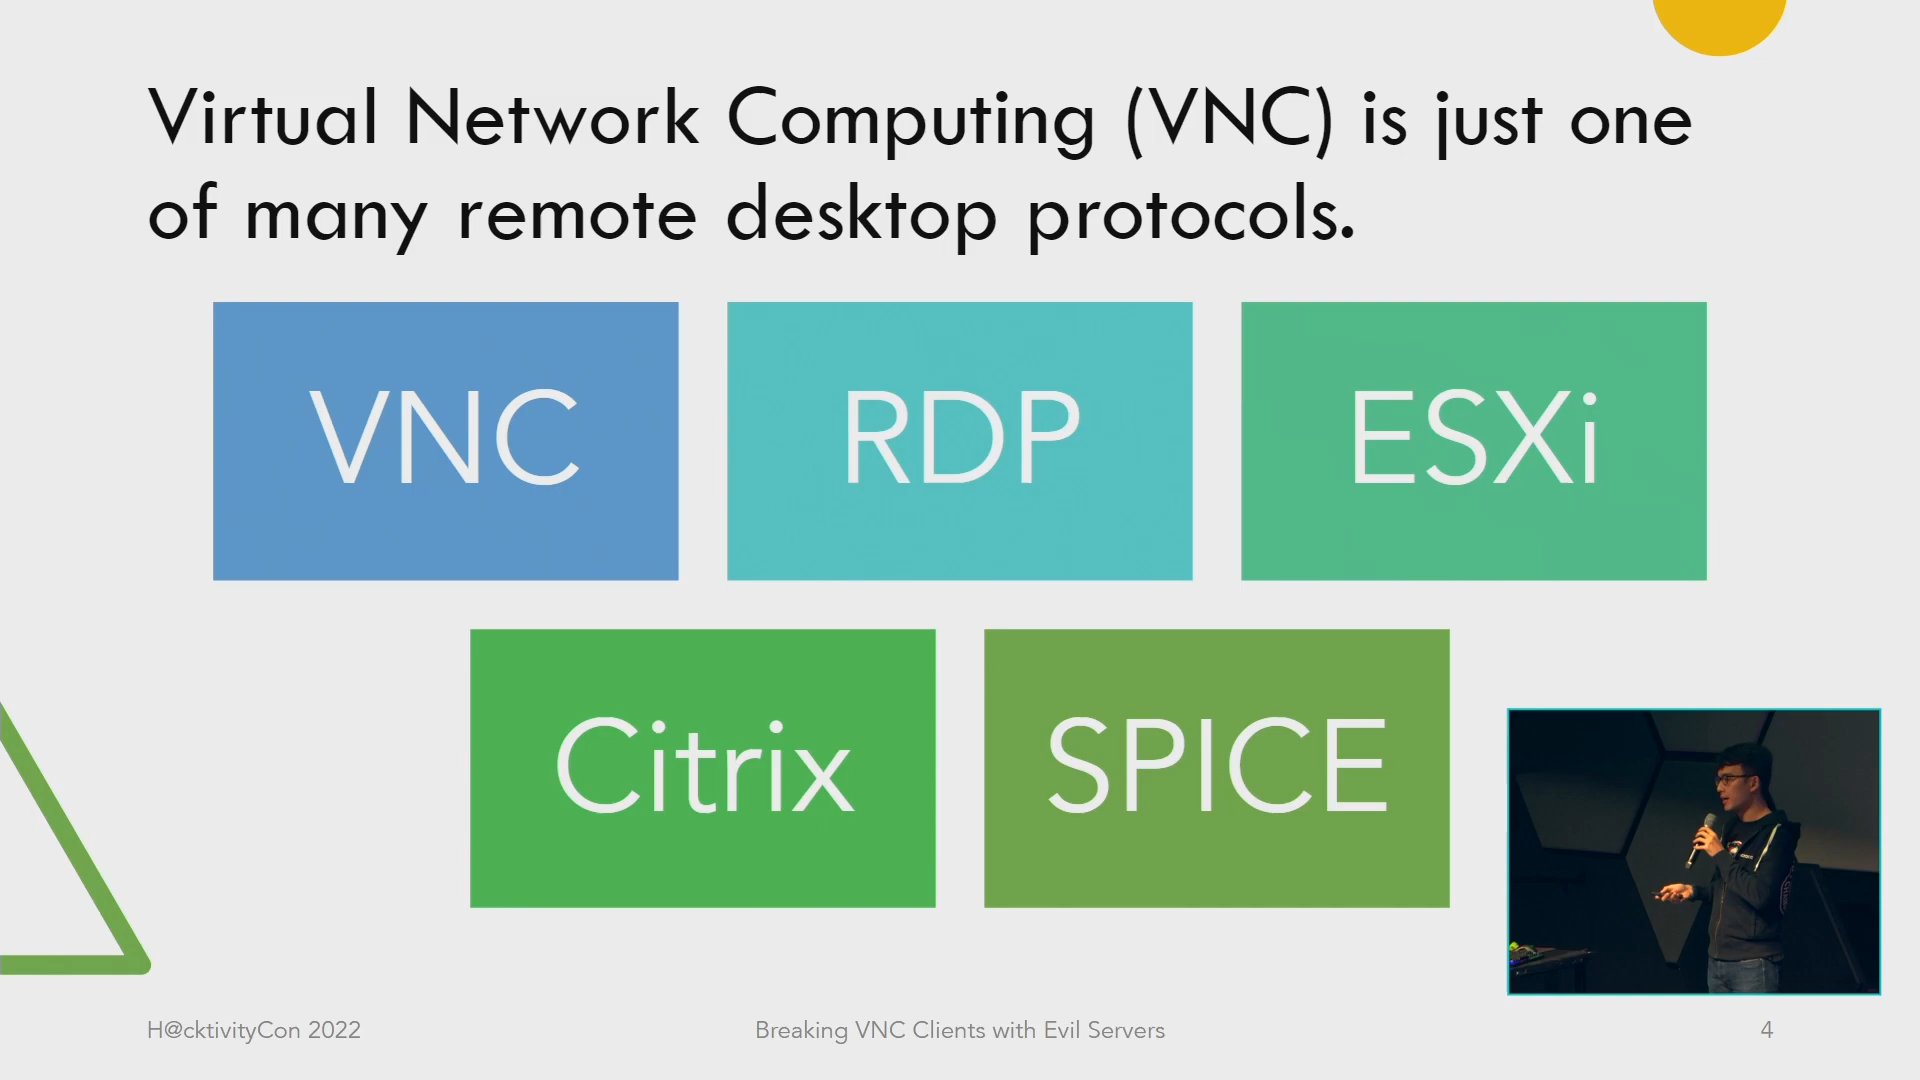 Virtual Network Computing (VNC) is just one
of many remote desktop protocols.
VNC
RDP
ESXi
Citrix
SPICE
H@cktivityCon 2022
Breaking VNC Clients with Evil Servers
4